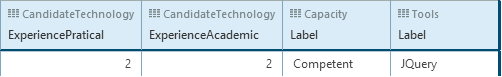 CandidateTechnology CandidateTechnology Capacity Tools
ExperiencePratical ExperienceAcademic Label Label
2 2 Competent JQuery